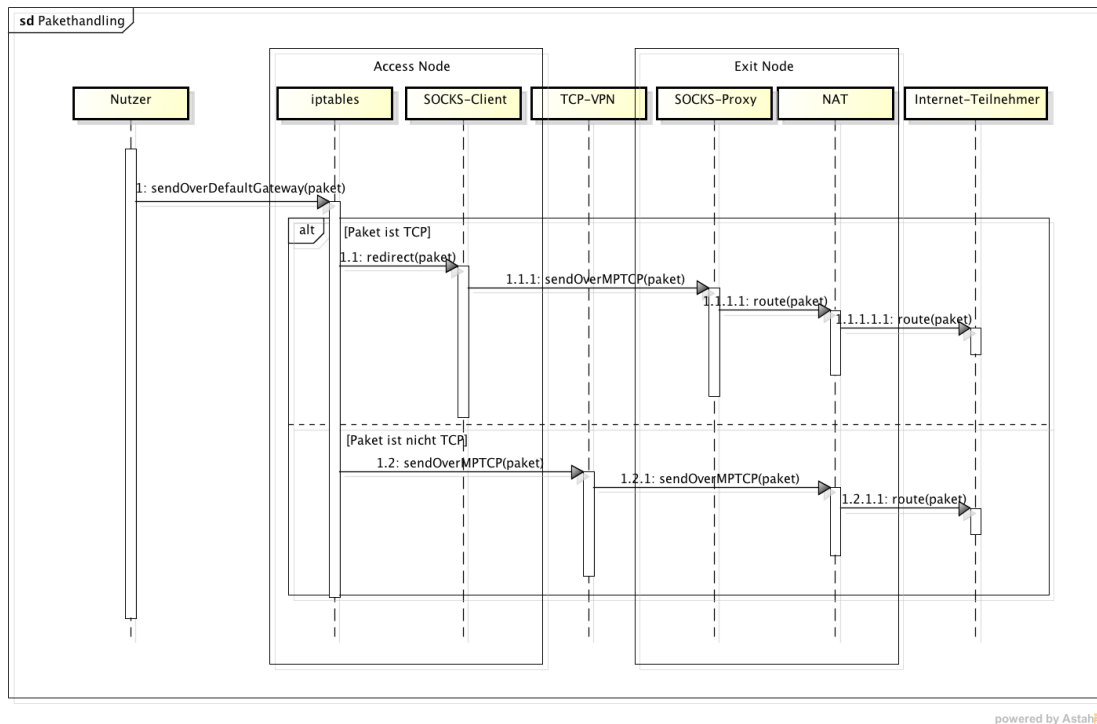 sd Pakethandling
Access Node
Exit Node
Nutzer
iptables
SOCKS-Client
TCP-VPN
SOCKS-Proxy
NAT
Internet-Teilnehmer
1: sendOverDefaultGateway(paket)
alt
[Paket ist TCP]
1.1: redirect(paket)
1.1.1: sendOverMPTCP(paket)
1.1.1.1: route(paket)
1.1.1.1.1: route(paket)
[Paket ist nicht TCP]
1.2: sendOverMPTCP(paket)
1.2.1: sendOverMPTCP(paket)
1.2.1.1: route(paket)
powered by Astah